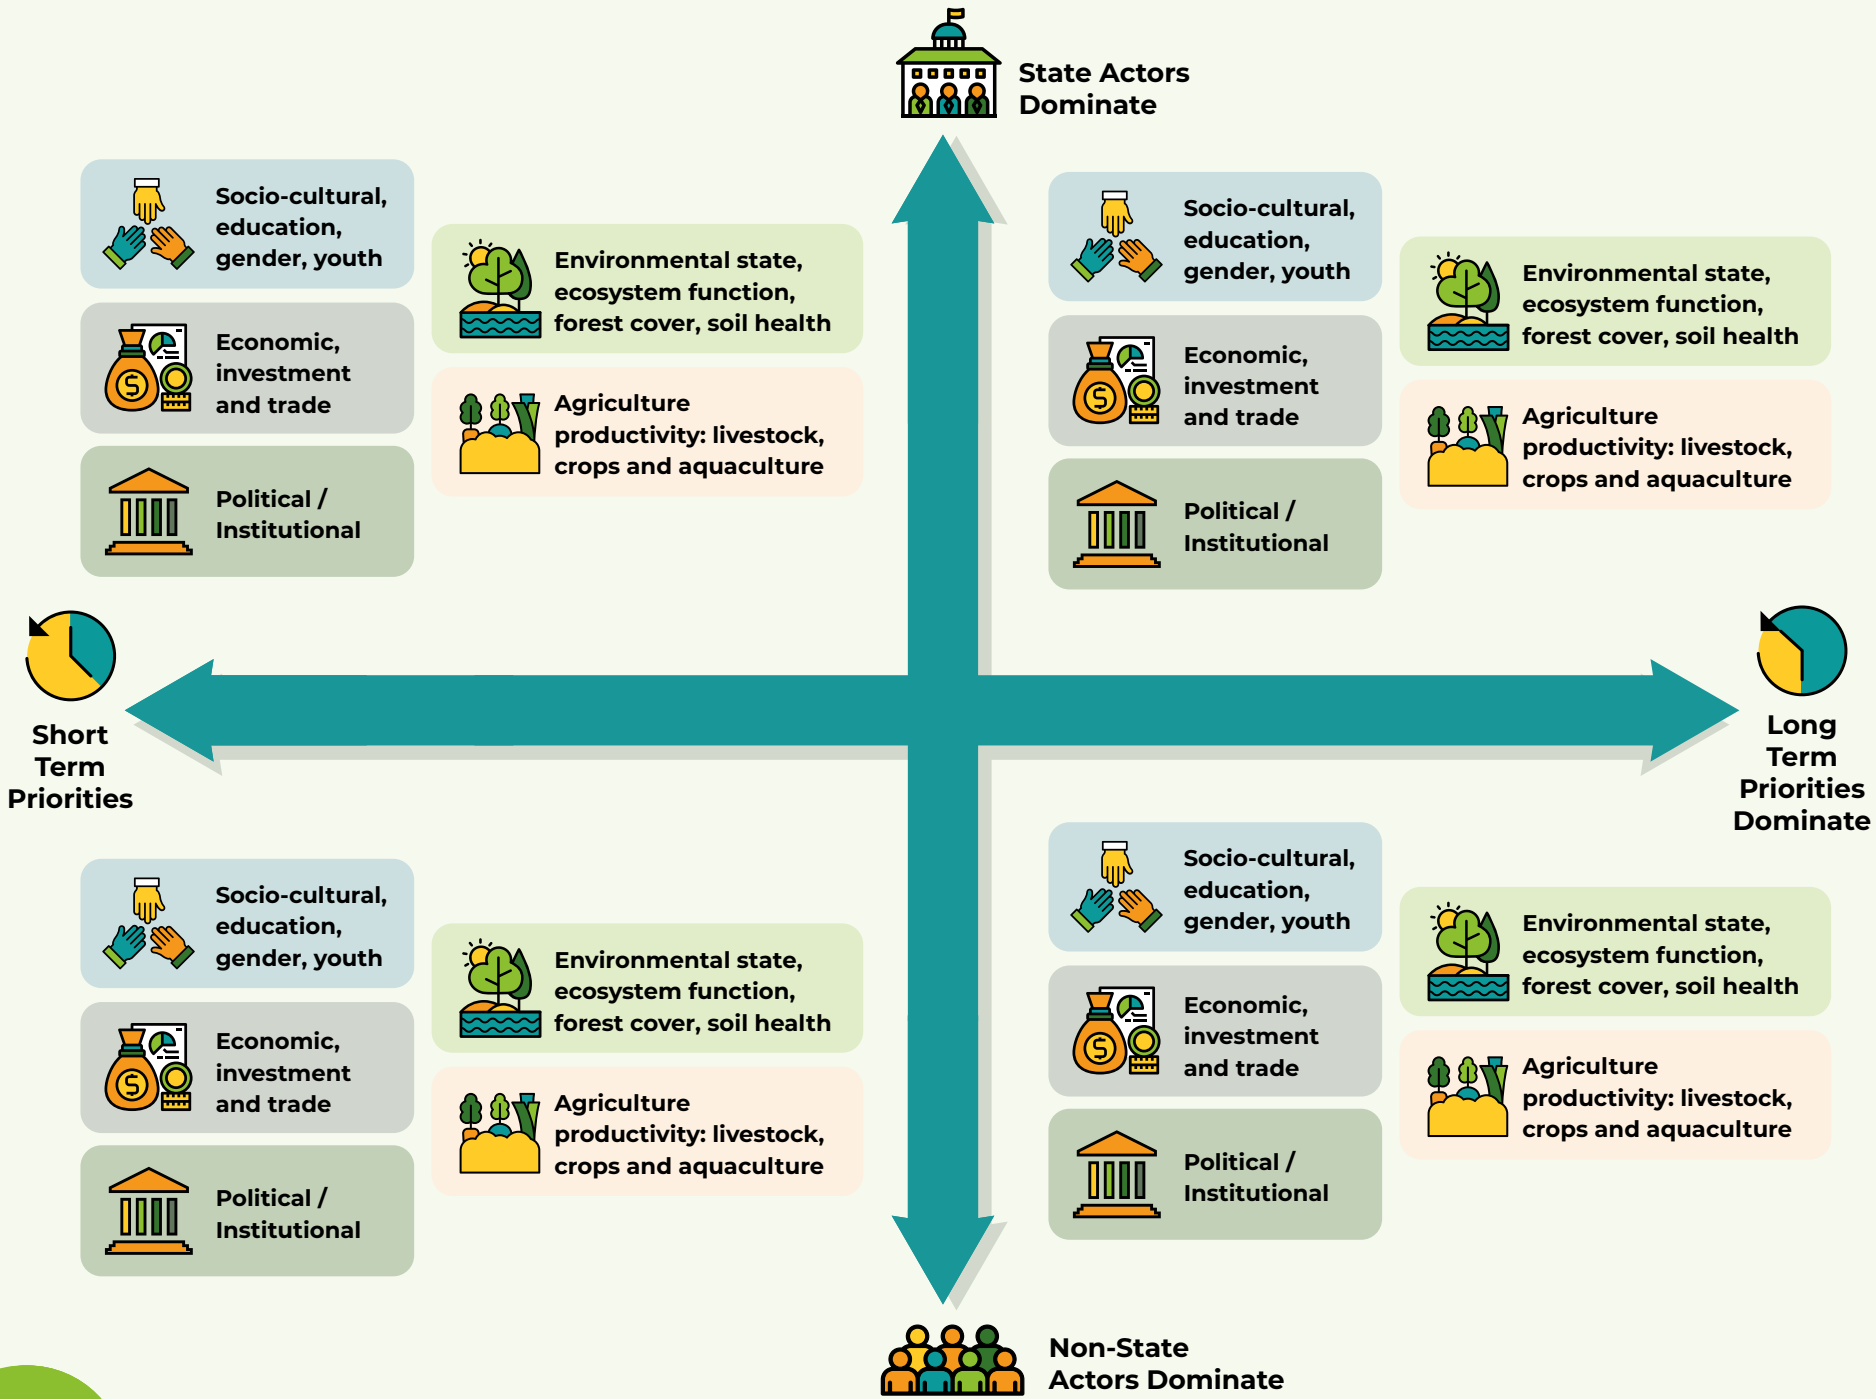 State Actors
Dominate
Socio-cultural,
education,
gender, youth
Economic,
investment
and trade
Political /
Institutional
Environmental state,
ecosystem function,
forest cover, soil health
Agriculture
productivity: livestock,
crops and aquaculture
Socio-cultural,
education,
gender, youth
Economic,
investment
and trade
Political /
Institutional
Environmental state,
ecosystem function,
forest cover, soil health
Agriculture
productivity: livestock,
crops and aquaculture
Short
Term
Priorities
Long
Term
Priorities
Dominate
Socio-cultural,
education,
gender, youth
Economic,
investment
and trade
Political /
Institutional
Environmental state,
ecosystem function,
forest cover, soil health
Agriculture
productivity: livestock,
crops and aquaculture
Socio-cultural,
education,
gender, youth
Economic,
investment
and trade
Political /
Institutional
Environmental state,
ecosystem function,
forest cover, soil health
Agriculture
productivity: livestock,
crops and aquaculture
Non-State
Actors Dominate